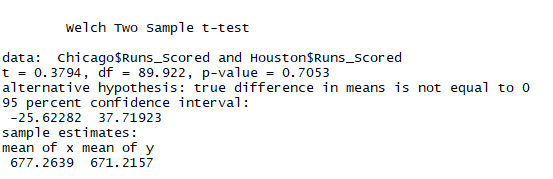 Welch Two Sample t-test
data:  Chicago$Runs_Scored and Houston$Runs_Scored
t = 0.3794, df = 89.922, p-value = 0.7053
alternative hypothesis: true difference in means is not equal to 0
95 percent confidence interval:
-25.62282  37.71923
sample estimates:
mean of x mean of y
677.2639  671.2157